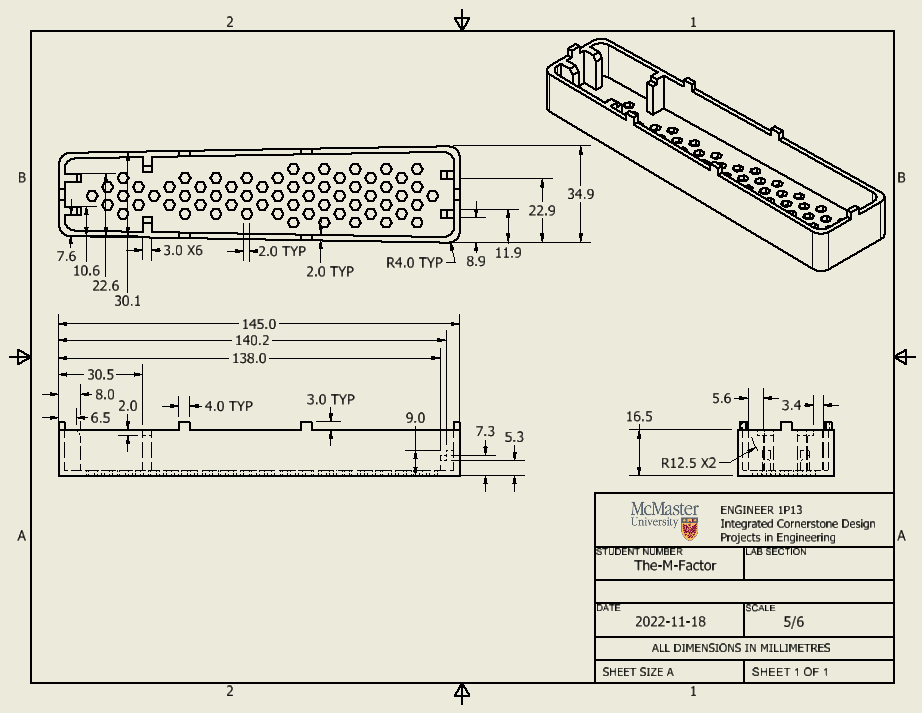 2
1
B
B
34.9
22.9
11.9
8.9
R4.0 TYP
2.0 TYP
2.0 TYP
3.0 X6
7.6
10.6
22.6
30.1
145.0
140.2
138.0
30.5
8.0
6.5
2.0
4.0 TYP
3.0 TYP
9.0
7.3
5.3
5.6
3.4
16.5
R12.5 X2
A
A
McMaster
University
ENGINEER 1P13
Integrated Cornerstone Design
Projects in Engineering
STUDENT NUMBER
The-M-Factor
LAB SECTION
DATE
2022-11-18
SCALE
5/6
ALL DIMENSIONS IN MILLIMETRES
SHEET SIZE A
SHEET 1 OF 1
2
1